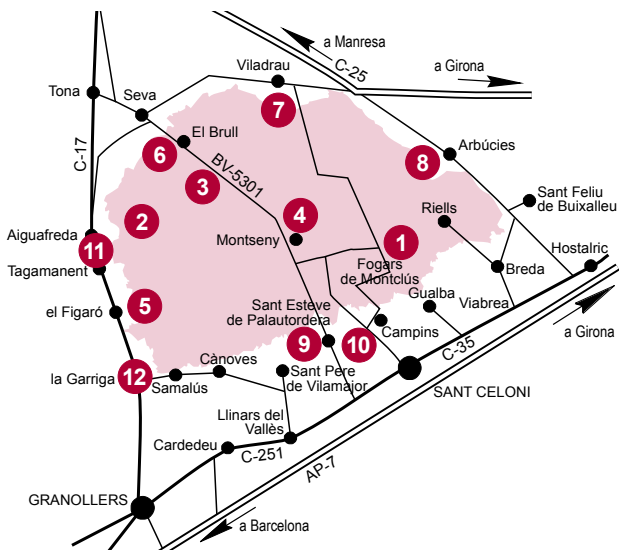 a Manresa
C-25
a Girona
Viladrau
Tona
Seva
7
El Brull
Arbúcies
C-17
6
8
BV-5301
3
Sant Feliu
de Buixalleu
2
4
Riells
Aiguafreda
Montseny
1
11
Hostalric
Tagamanent
Fogars
de Montclús
Breda
Gualba
Viabrea
el Figaró
5
Sant Esteve
de Palautordera
a Girona
Campins
9
10
C-35
la Garriga
12
Cànoves
Samalús
Sant Pere
de Vilamajor
SANT CELONI
Llinars del
Vallès
Cardedeu
C-251
AP-7
GRANOLLERS
a Barcelona